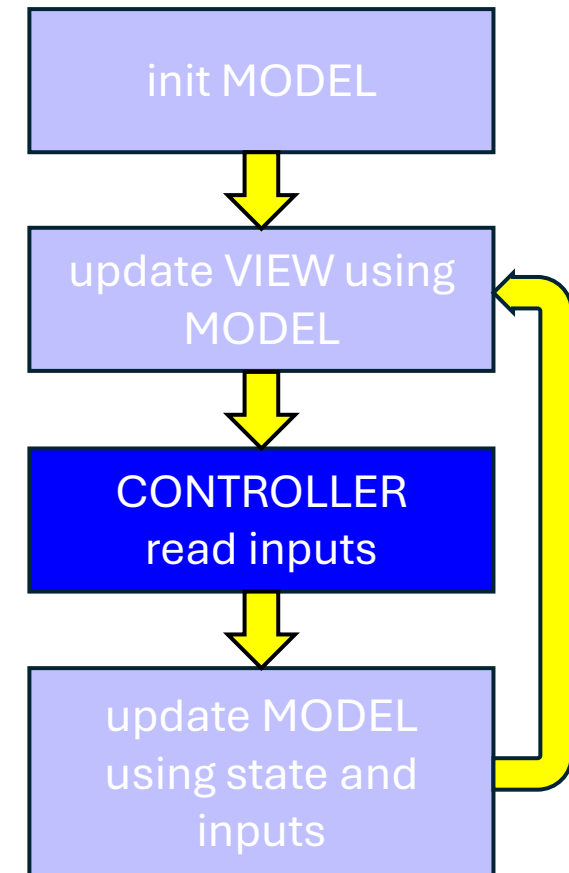 init MODEL
update VIEW using
MODEL
CONTROLLER
read inputs
update MODEL
using state and
inputs